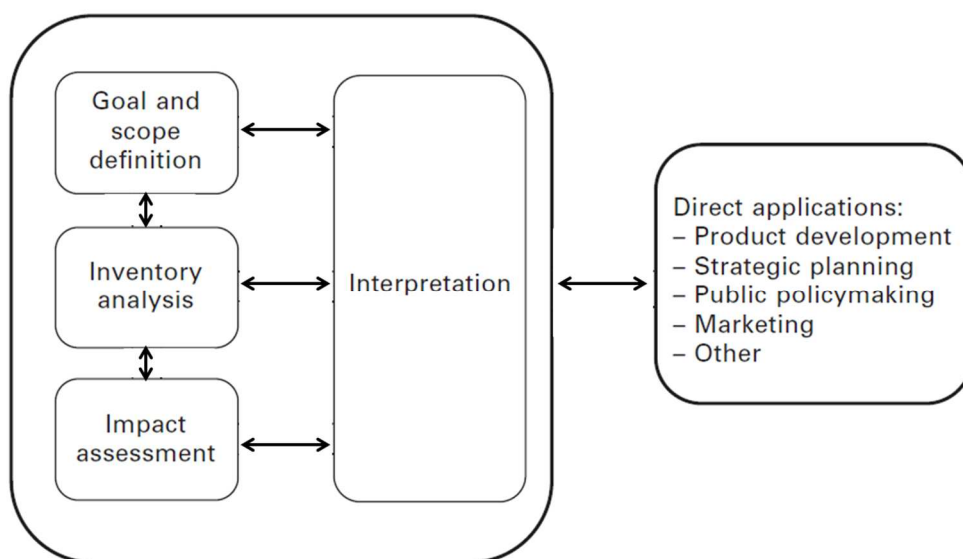 Goal and
scope
definition
Inventory
analysis
Impact
assessment
Interpretation
Direct applications:
– Product development
– Strategic planning
– Public policymaking
– Marketing
– Other